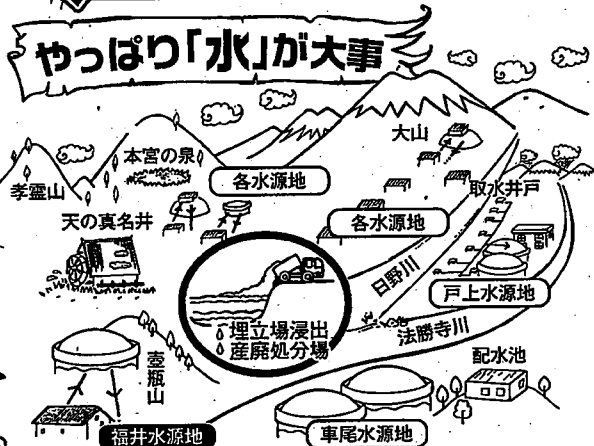 やっぱり「水」が大事
大山
本宮の泉
孝霊山
各水源地
取水井戸
天の真名井
各水源地
日野川
戸上水源地
埋立場浸出
産廃処分場
法勝寺川
壺瓶山
配水池
福井水源地
車尾水源地